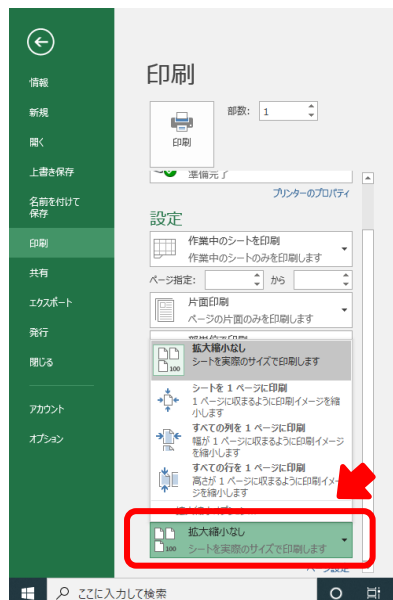 情報
新規
開く
上書き保存
名前を付けて
保存
印刷
共有
エクスポート
発行
閉じる
アカウント
オプション
印刷
部数: 1
印刷
準備完了
プリンターのプロパティ
設定
作業中のシートを印刷
作業中のシートのみを印刷します
ページ指定: から
片面印刷
ページの片面のみを印刷します
拡大縮小なし
シートを実際のサイズで印刷します
100
シートを 1 ページに印刷
1 ページに収まるように印刷イメージを縮
小します
すべての列を 1 ページに印刷
幅が 1 ページに収まるように印刷イメージ
を縮小します
すべての行を 1 ページに印刷
高さが 1 ページに収まるように印刷イメー
ジを縮小します
拡大縮小なし
100
シートを実際のサイズで印刷します
ページ設定
ここに入力して検索